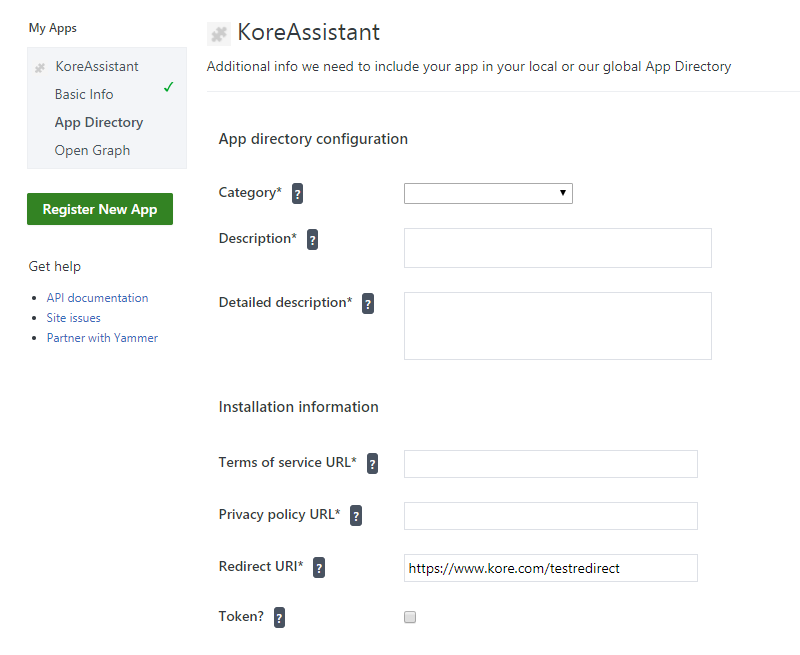 My Apps
KoreAssistant
Basic Info
App Directory
Open Graph
Register New App
Get help
API documentation
Site issues
Partner with Yammer
KoreAssistant
Additional info we need to include your app in your local or our global App Directory
App directory configuration
Category* ?
Description* ?
Detailed description* ?
Installation information
Terms of service URL* ?
Privacy policy URL* ?
Redirect URI* ? https://www.kore.com/testredirect
Token? ?